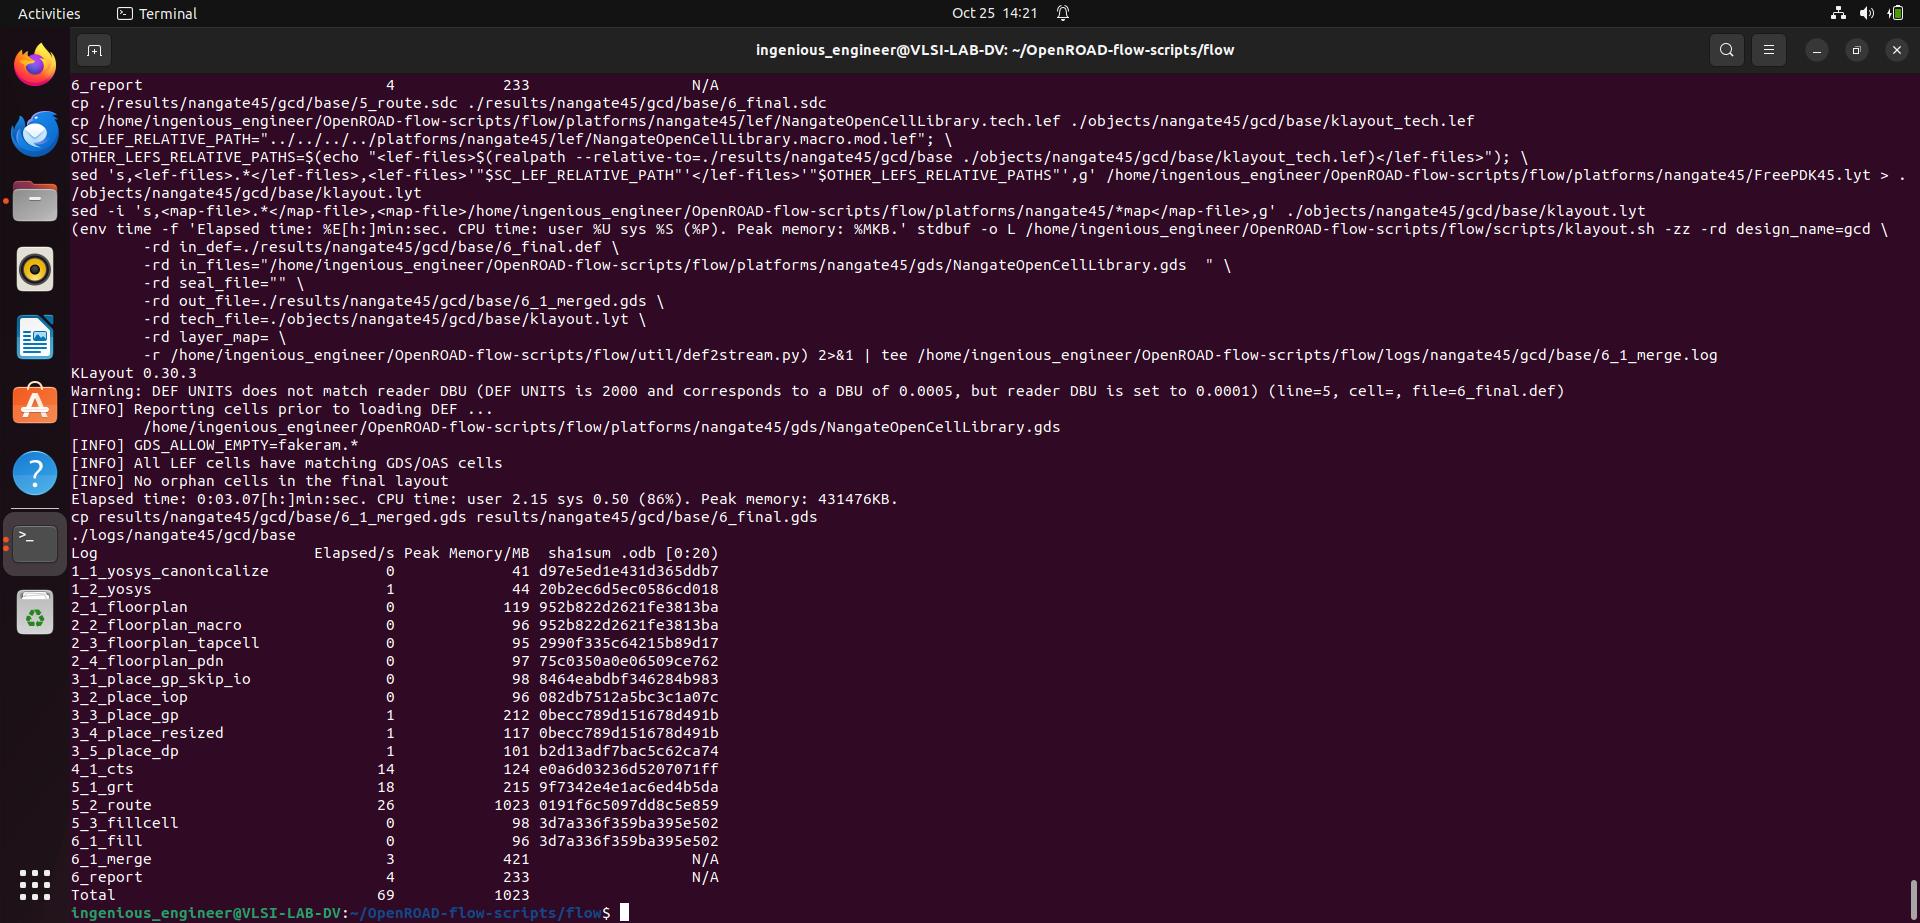 Activities
Terminal
Oct 25 14:21
ingenious_engineer@VLSI-LAB-DV: ~/OpenROAD-flow-scripts/flow
6_report 4 233 N/A
cp ./results/nangate45/gcd/base/5_route.sdc ./results/nangate45/gcd/base/6_final.sdc
cp /home/ingenious_engineer/OpenROAD-flow-scripts/flow/platforms/nangate45/lef/NangateOpenCellLibrary.tech.lef ./objects/nangate45/gcd/base/klayout_tech.lef
SC_LEF_RELATIVE_PATH="../../../../platforms/nangate45/lef/NangateOpenCellLibrary.macro.mod.lef"; \
OTHER_LEFS_RELATIVE_PATHS=$(echo "<lef-files>$(realpath --relative-to=./results/nangate45/gcd/base ./objects/nangate45/gcd/base/klayout_tech.lef)</lef-files>"); \
sed 's,<lef-files>.*</lef-files>,<lef-files>'"$SC_LEF_RELATIVE_PATH"'</lef-files>'"$OTHER_LEFS_RELATIVE_PATHS"',g' /home/ingenious_engineer/OpenROAD-flow-scripts/flow/platforms/nangate45/FreePDK45.lyt > .
/objects/nangate45/gcd/base/klayout.lyt
sed -i 's,<map-file>.*</map-file>,<map-file>/home/ingenious_engineer/OpenROAD-flow-scripts/flow/platforms/nangate45/*map</map-file>,g' ./objects/nangate45/gcd/base/klayout.lyt
(env time -f 'Elapsed time: %E[h:]min:sec. CPU time: user %U sys %S (%P). Peak memory: %MKB.' stdbuf -o L /home/ingenious_engineer/OpenROAD-flow-scripts/flow/scripts/klayout.sh -zz -rd design_name=gcd \
-rd in_def=./results/nangate45/gcd/base/6_final.def \
-rd in_files="/home/ingenious_engineer/OpenROAD-flow-scripts/flow/platforms/nangate45/gds/NangateOpenCellLibrary.gds  " \
-rd seal_file="" \
-rd out_file=./results/nangate45/gcd/base/6_1_merged.gds \
-rd tech_file=./objects/nangate45/gcd/base/klayout.lyt \
-rd layer_map= \
-r /home/ingenious_engineer/OpenROAD-flow-scripts/flow/util/def2stream.py) 2>&1 | tee /home/ingenious_engineer/OpenROAD-flow-scripts/flow/logs/nangate45/gcd/base/6_1_merge.log
KLayout 0.30.3
Warning: DEF UNITS does not match reader DBU (DEF UNITS is 2000 and corresponds to a DBU of 0.0005, but reader DBU is set to 0.0001) (line=5, cell=, file=6_final.def)
[INFO] Reporting cells prior to loading DEF ...
/home/ingenious_engineer/OpenROAD-flow-scripts/flow/platforms/nangate45/gds/NangateOpenCellLibrary.gds
[INFO] GDS_ALLOW_EMPTY=fakeram.*
[INFO] All LEF cells have matching GDS/OAS cells
[INFO] No orphan cells in the final layout
Elapsed time: 0:03.07[h:]min:sec. CPU time: user 2.15 sys 0.50 (86%). Peak memory: 431476KB.
cp results/nangate45/gcd/base/6_1_merged.gds results/nangate45/gcd/base/6_final.gds
./logs/nangate45/gcd/base
Log Elapsed/s Peak Memory/MB sha1sum .odb [0:20)
1_1_yosys_canonicalize 0 41 d97e5ed1e431d365ddb7
1_2_yosys 1 44 20b2ec6d5ec0586cd018
2_1_floorplan 0 119 952b822d2621fe3813ba
2_2_floorplan_macro 0 96 952b822d2621fe3813ba
2_3_floorplan_tapcell 0 95 2990f335c64215b89d17
2_4_floorplan_pdn 0 97 75c0350a0e06509ce762
3_1_place_gp_skip_io 0 98 8464eabdbf346284b983
3_2_place_iop 0 96 082db7512a5bc3c1a07c
3_3_place_gp 1 212 0becc789d151678d491b
3_4_place_resized 1 117 0becc789d151678d491b
3_5_place_dp 1 101 b2d13adf7bac5c62ca74
4_1_cts 14 124 e0a6d03236d5207071ff
5_1_grt 18 215 9f7342e4e1ac6ed4b5da
5_2_route 26 1023 0191f6c5097dd8c5e859
5_3_fillcell 0 98 3d7a336f359ba395e502
6_1_fill 0 96 3d7a336f359ba395e502
6_1_merge 3 421 N/A
6_report 4 233 N/A
Total 69 1023
ingenious_engineer@VLSI-LAB-DV:~/OpenROAD-flow-scripts/flow$